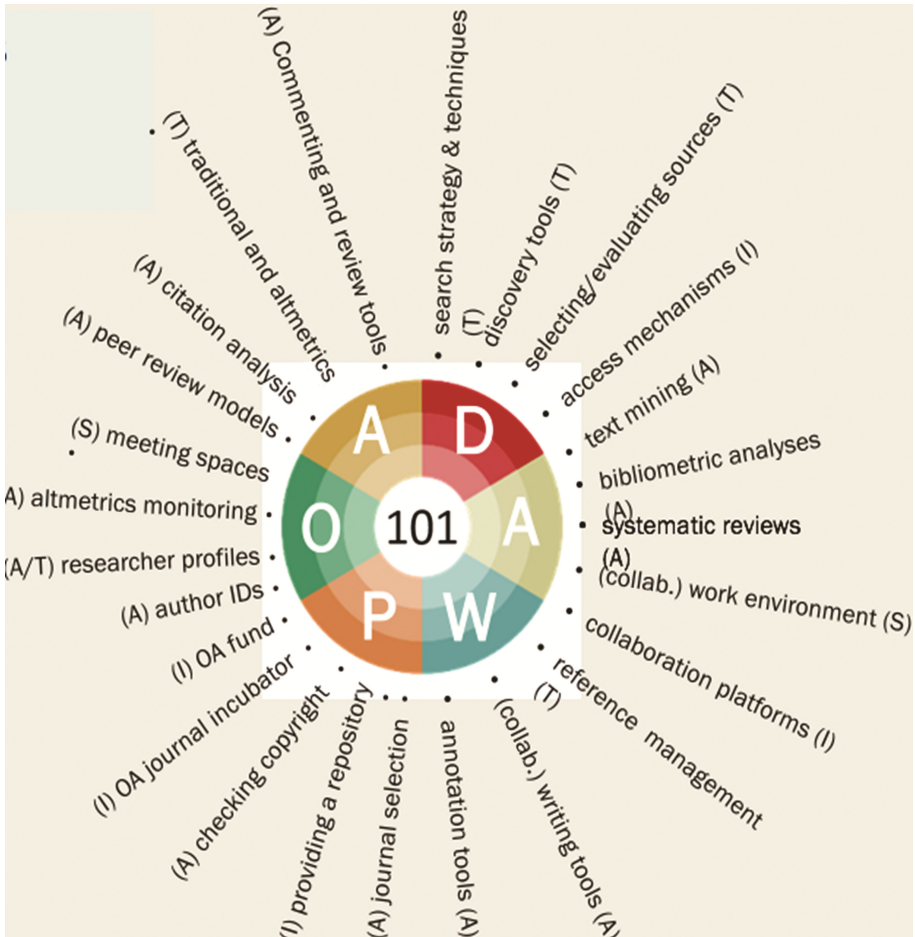 (A) Commenting and review tools
search strategy & techniques
(T)
discovery tools (T)
selecting/evaluating sources (T)
access mechanisms (I)
text mining (A)
bibliometric analyses
(A)
systematic reviews
(A)
(collab.) work environment (S)
collaboration platforms (I)
reference management
(T)
(collab.) writing tools (A)
annotation tools (A)
(A) journal selection
(I) providing a repository
(A) checking copyright
(I) OA journal incubator
(I) OA fund
(A) author IDs
(A/T) researcher profiles
A) altmetrics monitoring
(S) meeting spaces
(A) peer review models
(A) citation analysis
(T) traditional and altmetrics
A
D
O
101
A
P
W